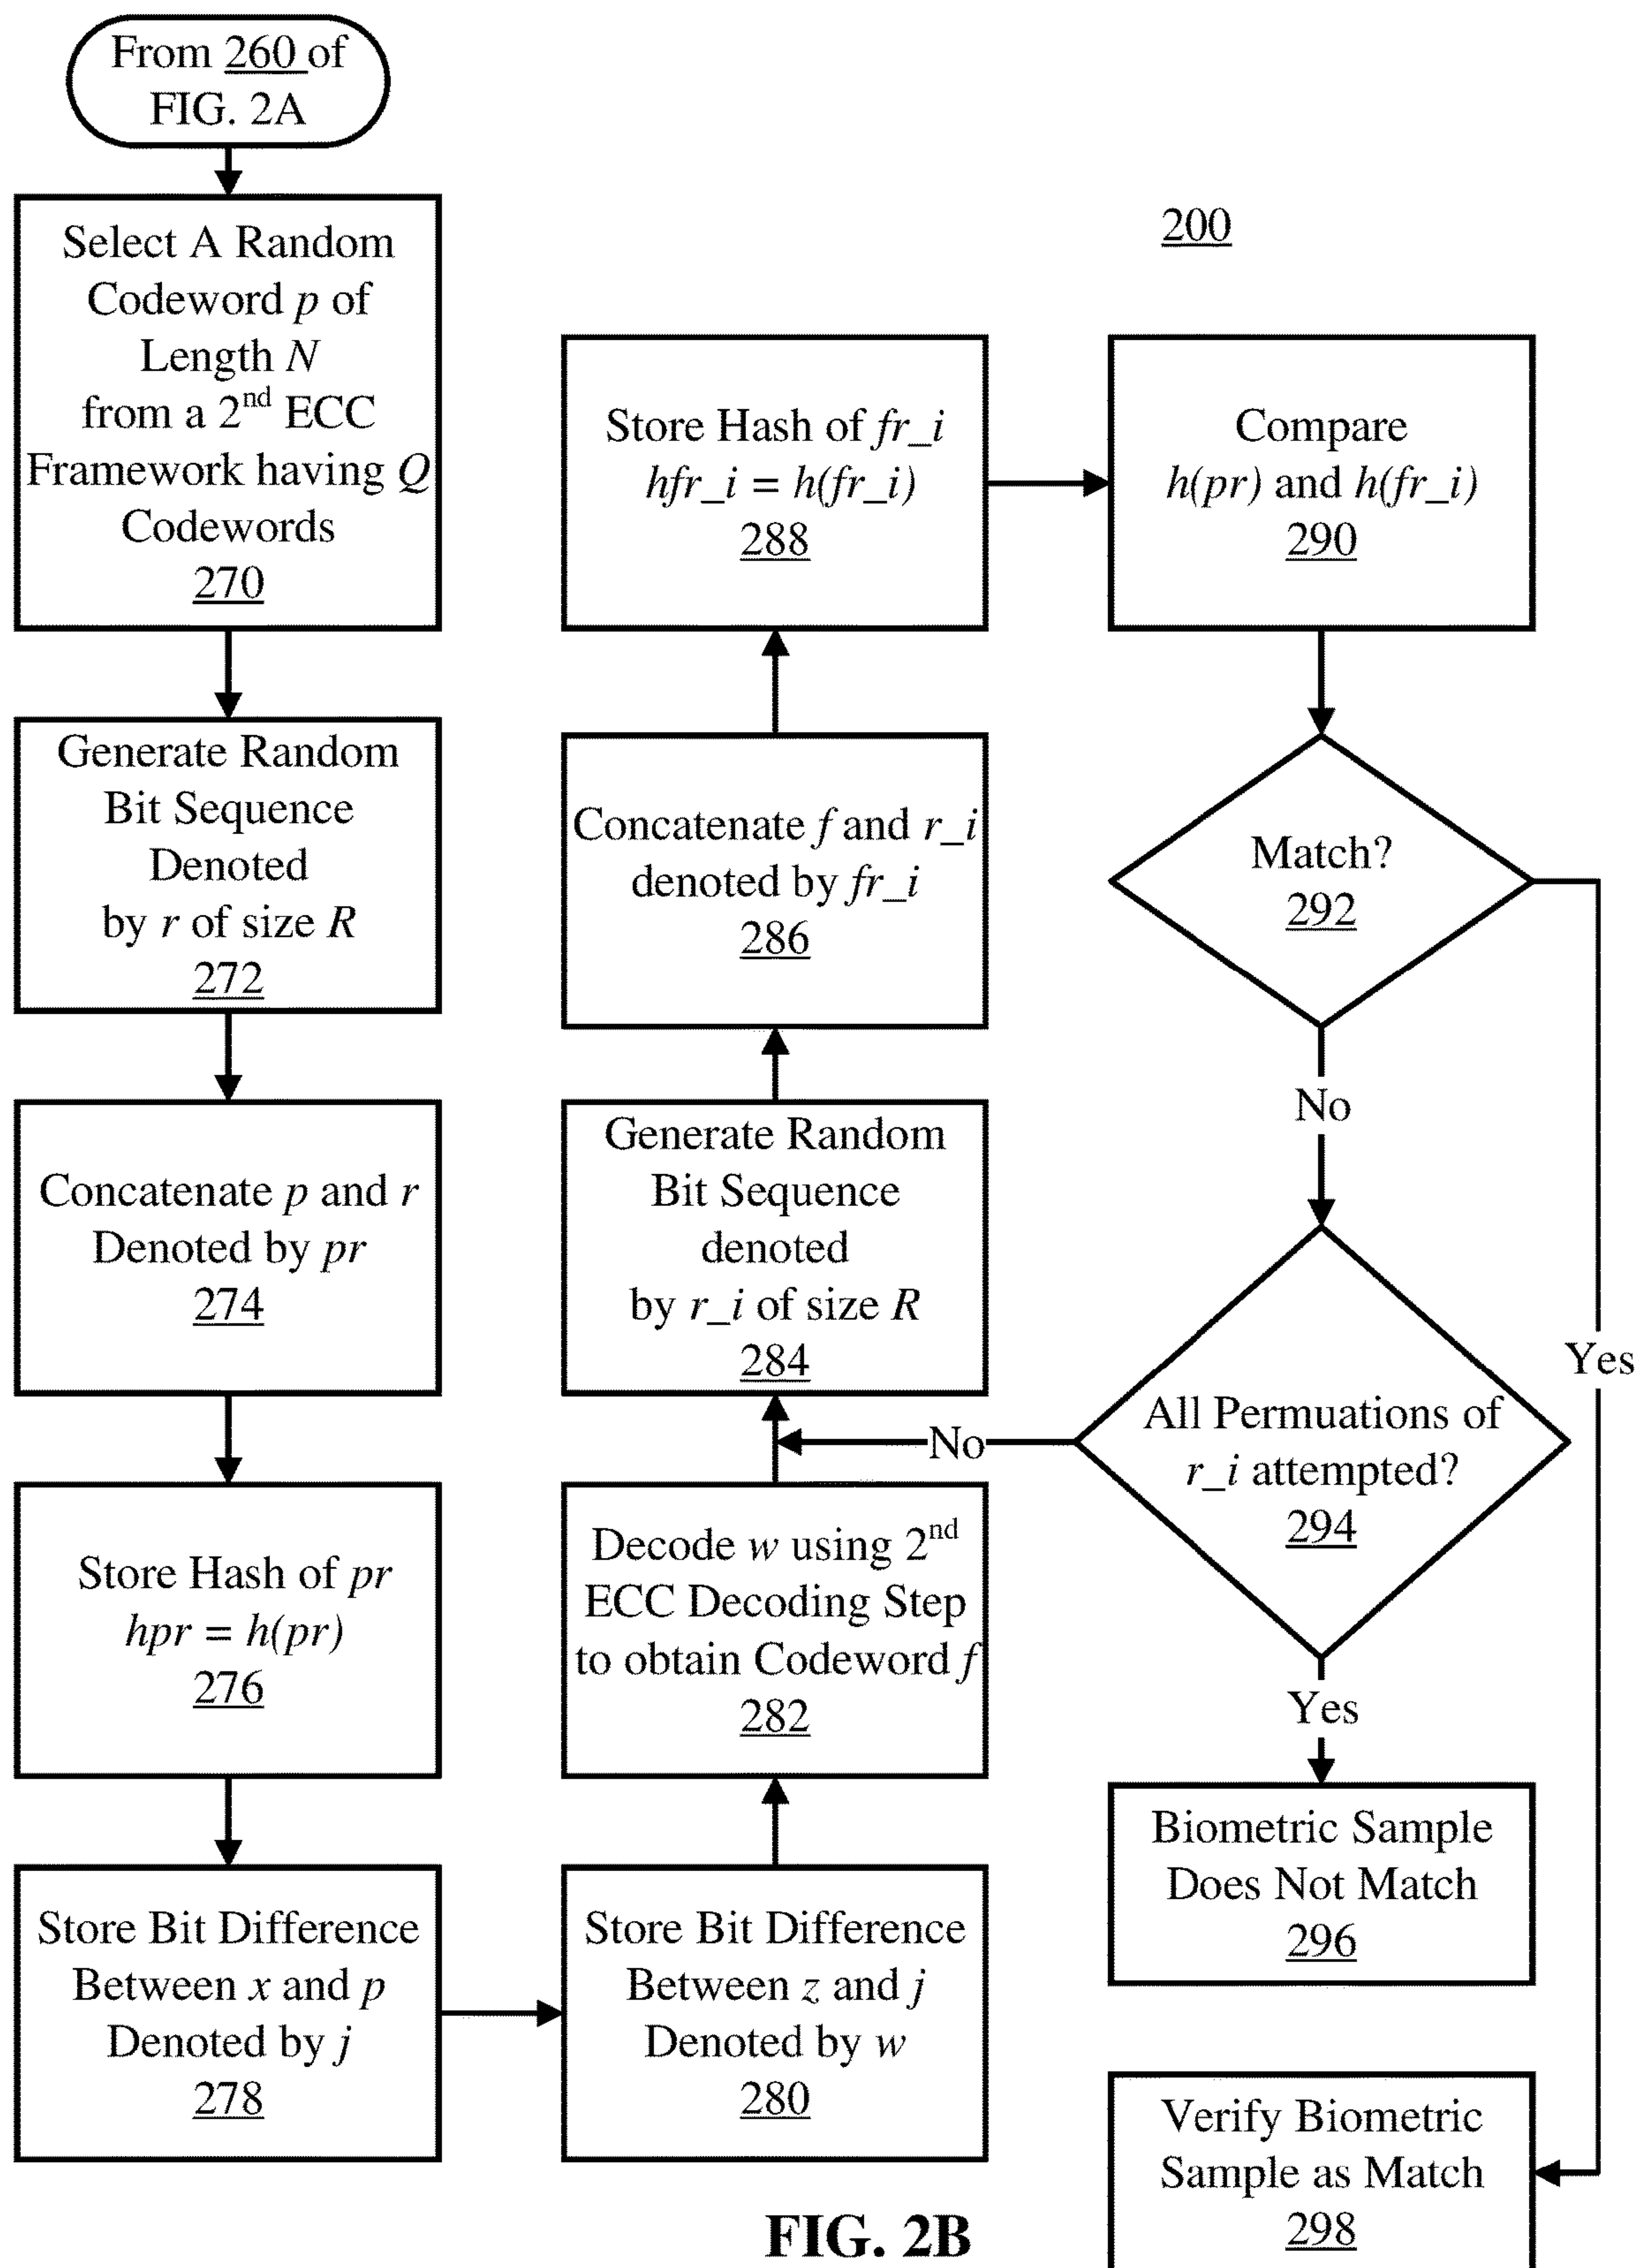 From 260 of
FIG. 2A
Select A Random
Codeword p of
Length N
from a 2nd ECC
Framework having Q
Codewords
270
Generate Random
Bit Sequence
Denoted
by r of size R
272
Concatenate p and r
Denoted by pr
274
Store Hash of pr
hpr = h(pr)
276
Store Bit Difference
Between x and p
Denoted by j
278
Store Bit Difference
Between z and j
Denoted by w
280
Decode w using 2nd
ECC Decoding Step
to obtain Codeword f
282
Generate Random
Bit Sequence
denoted
by r_i of size R
284
Concatenate f and r_i
denoted by fr_i
286
Store Hash of fr_i
hfr_i = h(fr_i)
288
200
Compare
h(pr) and h(fr_i)
290
Match?
292
No
Yes
All Permuations of
r_i attempted?
294
No
Yes
Biometric Sample
Does Not Match
296
Verify Biometric
Sample as Match
298
FIG. 2B